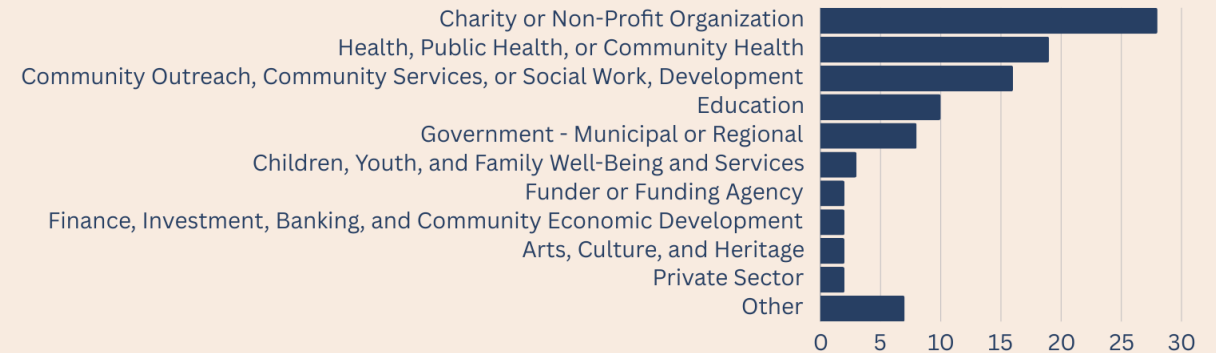 Charity or Non-Profit Organization
Health, Public Health, or Community Health
Community Outreach, Community Services, or Social Work, Development
Education
Government - Municipal or Regional
Children, Youth, and Family Well-Being and Services
Funder or Funding Agency
Finance, Investment, Banking, and Community Economic Development
Arts, Culture, and Heritage
Private Sector
Other
0 5 10 15 20 25 30